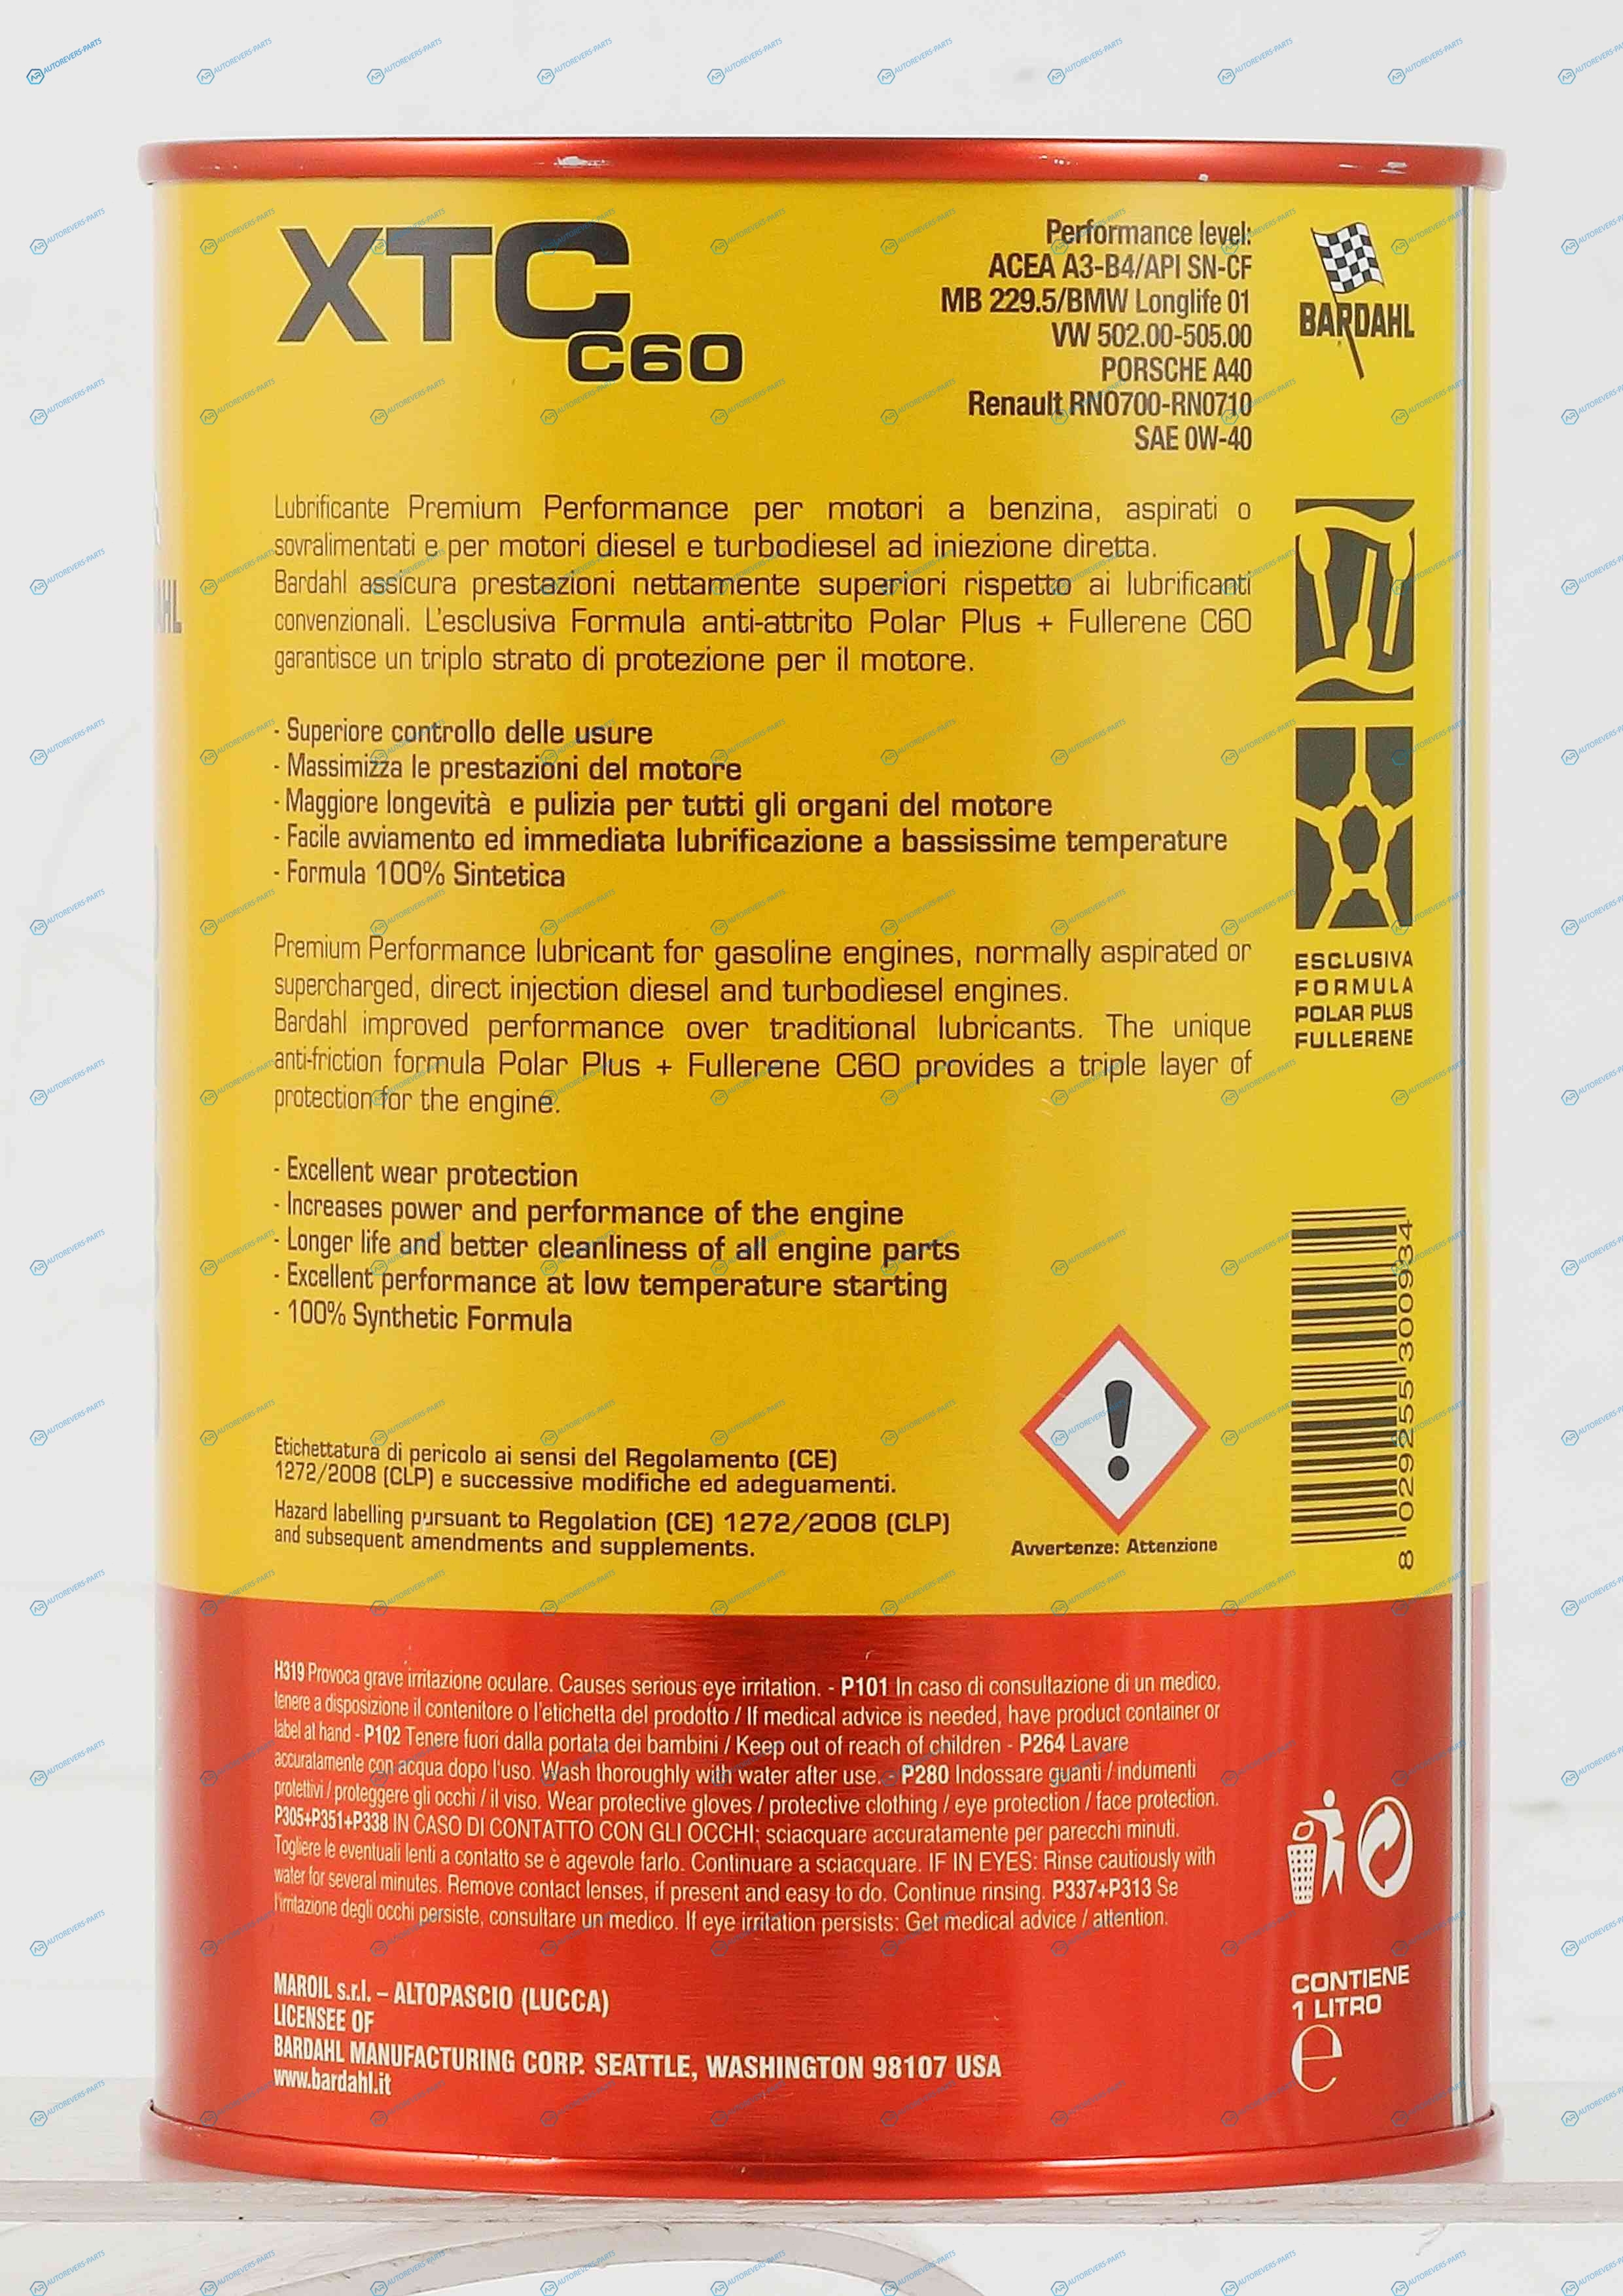 XTC
C60
Performance level:
ACEA A3-B4/API SN-CF
MB 229.5/BMW Longlife 01
VW 502.00-505.00
PORSCHE A40
Renault RN0700-RN0710
SAE 0W-40
BARDAHL
Lubrificante Premium Performance per motori a benzina, aspirati o
sovralimentati e per motori diesel e turbodiesel ad iniezione diretta.
Bardahl assicura prestazioni nettamente superiori rispetto ai lubrificanti
convenzionali. L'esclusiva Formula anti-attrito Polar Plus + Fullerene C60
garantisce un triplo strato di protezione per il motore.
- Superiore controllo delle usure
- Massimizza le prestazioni del motore
- Maggiore longevità e pulizia per tutti gli organi del motore
- Facile avviamento ed immediata lubrificazione a bassissime temperature
- Formula 100% Sintetica
Premium Performance lubricant for gasoline engines, normally aspirated or
supercharged, direct injection diesel and turbodiesel engines.
Bardahl improved performance over traditional lubricants. The unique
anti-friction formula Polar Plus + Fullerene C60 provides a triple layer of
protection for the engine.
ESCLUSIVA
FORMULA
POLAR PLUS
FULLERENE
- Excellent wear protection
- Increases power and performance of the engine
- Longer life and better cleanliness of all engine parts
- Excellent performance at low temperature starting
- 100% Synthetic Formula
8 029255 300934
Etichettatura di pericolo ai sensi del Regolamento (CE)
1272/2008 (CLP) e successive modifiche ed adeguamenti.
Hazard labelling pursuant to Regolation (CE) 1272/2008 (CLP)
and subsequent amendments and supplements.
Avvertenze: Attenzione
H319 Provoca grave irritazione oculare. Causes serious eye irritation. - P101 In caso di consultazione di un medico,
tenere a disposizione il contenitore o l'etichetta del prodotto / If medical advice is needed, have product container or
label at hand - P102 Tenere fuori dalla portata dei bambini / Keep out of reach of children - P264 Lavare
accuratamente con acqua dopo l'uso. Wash thoroughly with water after use. - P280 Indossare guanti / indumenti
protettivi / proteggere gli occhi / il viso. Wear protective gloves / protective clothing / eye protection / face protection.
P305+P351+P338 IN CASO DI CONTATTO CON GLI OCCHI; sciacquare accuratamente per parecchi minuti.
Togliere le eventuali lenti a contatto se è agevole farlo. Continuare a sciacquare. IF IN EYES: Rinse cautiously with
water for several minutes. Remove contact lenses, if present and easy to do. Continue rinsing. P337+P313 Se
l'irritazione degli occhi persiste, consultare un medico. If eye irritation persists: Get medical advice / attention.
MAROIL s.r.l. – ALTOPASCIO (LUCCA)
LICENSEE OF
BARDAHL MANUFACTURING CORP. SEATTLE, WASHINGTON 98107 USA
www.bardahl.it
CONTIENE
1 LITRO
e
AUTOREVERS-PARTS